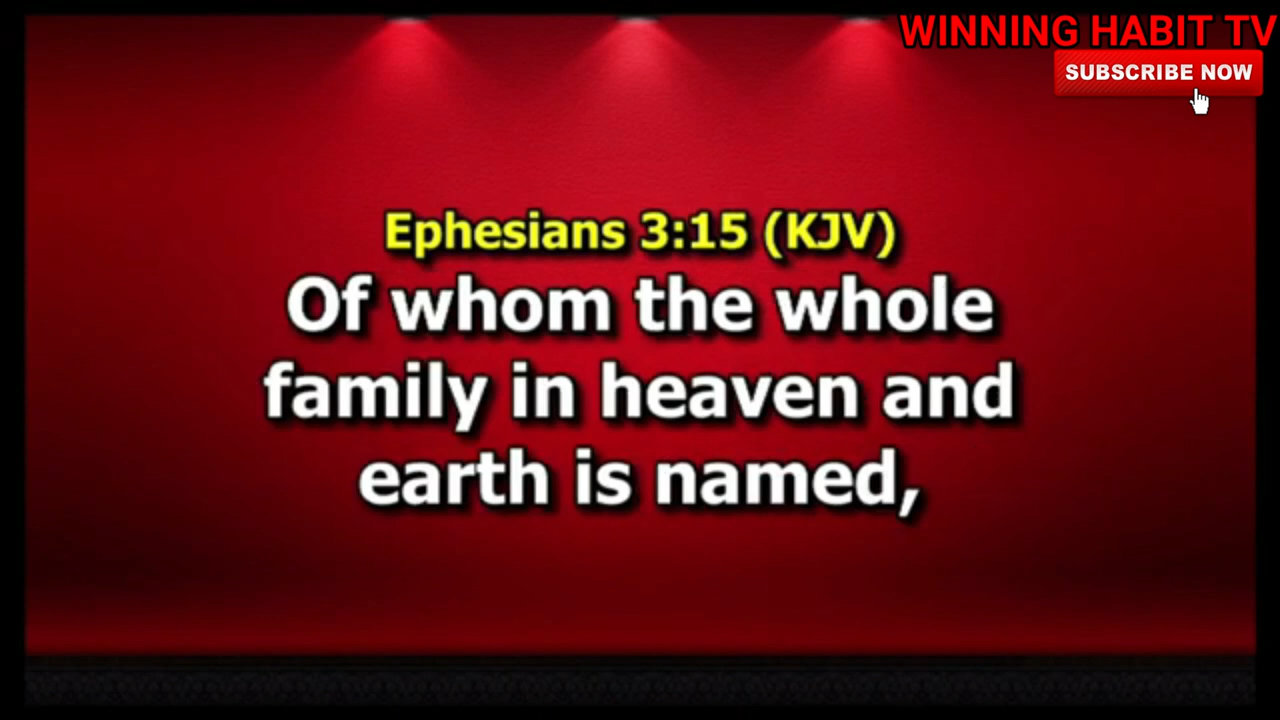 WINNING HABIT TV
SUBSCRIBE NOW
Ephesians 3:15 (KJV)
Of whom the whole
family in heaven and
earth is named,